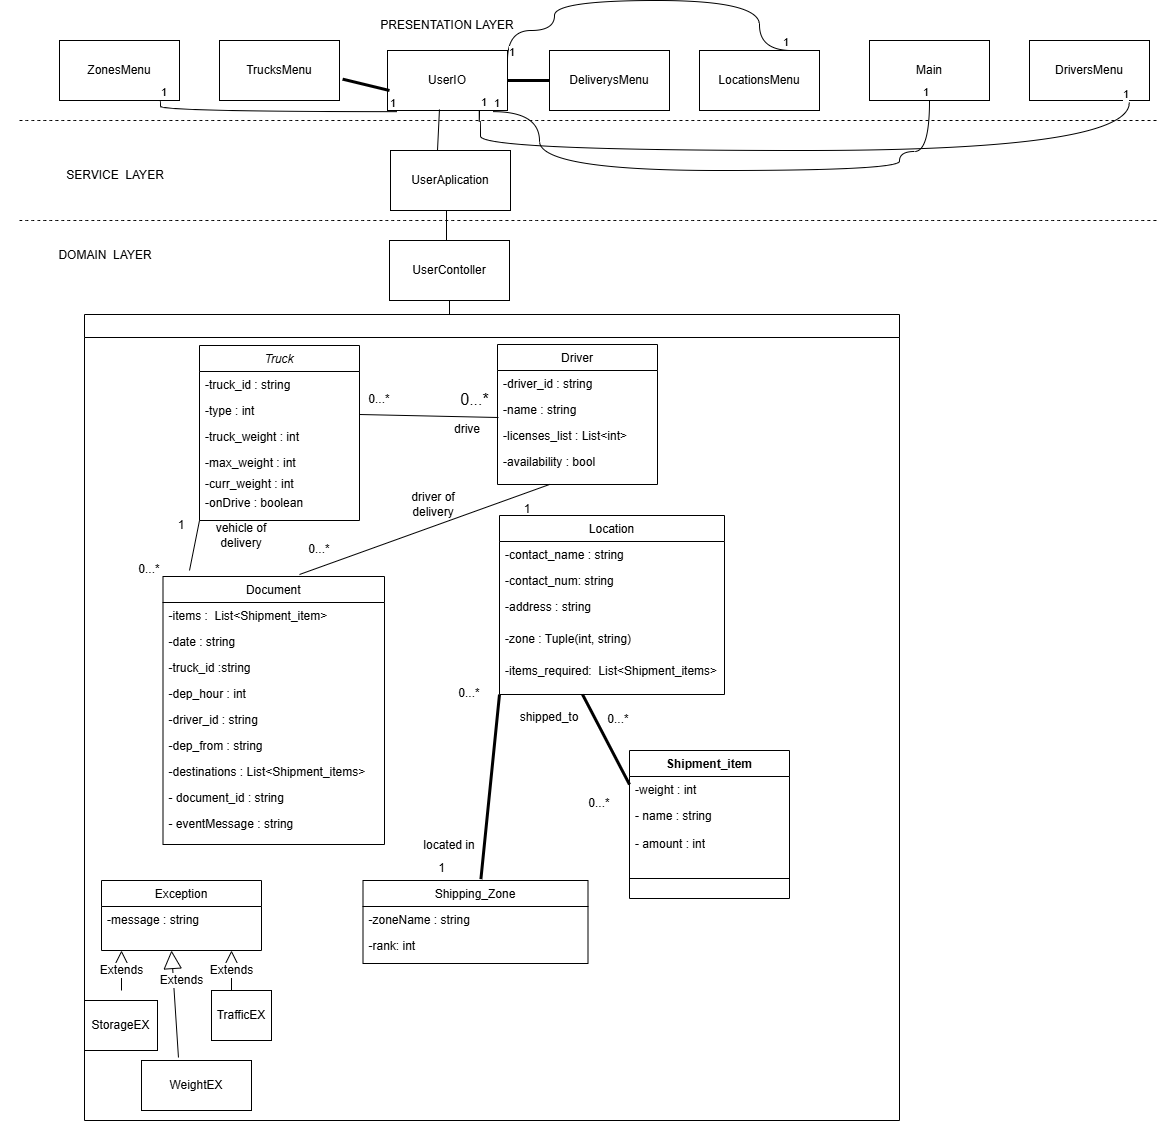 PRESENTATION LAYER
ZonesMenu
1
TrucksMenu
UserIO
1
1
1
1
DeliverysMenu
LocationsMenu
1
Main
1
DriversMenu
1
SERVICE  LAYER
UserAplication
DOMAIN  LAYER
UserContoller
Truck
-truck_id : string
-type : int
-truck_weight : int
-max_weight : int
-curr_weight : int
-onDrive : boolean
0...*
0...*
drive
Driver
-driver_id : string
-name : string
-licenses_list : List<int>
-availability : bool
1
vehicle of
delivery
0...*
driver of
delivery
0...*
1
Document
-items :  List<Shipment_item>
-date : string
-truck_id :string
-dep_hour : int
-driver_id : string
-dep_from : string
-destinations : List<Shipment_items>
- document_id : string
- eventMessage : string
Location
-contact_name : string
-contact_num: string
-address : string
-zone : Tuple(int, string)
-items_required:  List<Shipment_items>
0...*
shipped_to
0...*
0...*
Shipment_item
-weight : int
- name : string
- amount : int
located in
1
Shipping_Zone
-zoneName : string
-rank: int
Exception
-message : string
Extends
Extends
Extends
StorageEX
TrafficEX
WeightEX